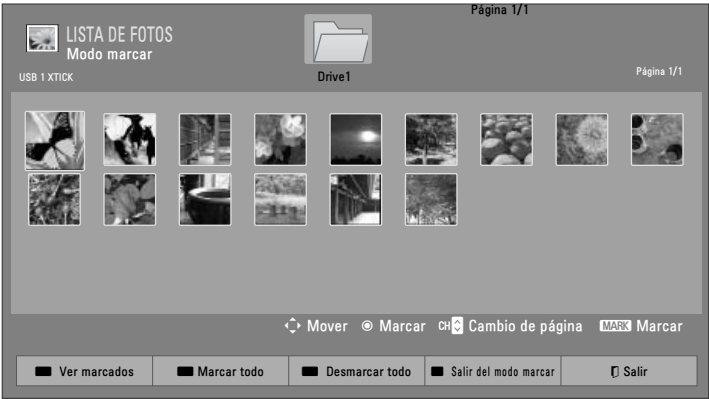 Página 1/1
LISTA DE FOTOS
Modo marcar
USB 1 XTICK
Drive1
Página 1/1
Mover Marcar CH Cambio de página MARK Marcar
Ver marcados Marcar todo Desmarcar todo Salir del modo marcar Salir